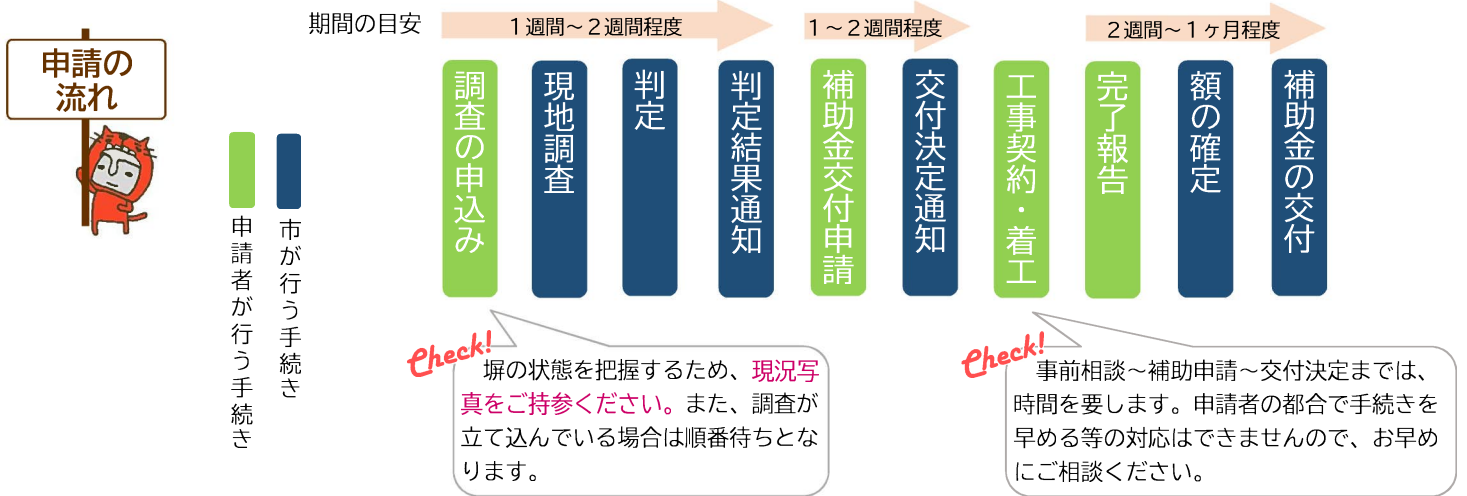 申請の
流れ
期間の目安
１週間～２週間程度
１～２週間程度
２週間～１ヶ月程度
申請者が行う手続き
市が行う手続き
調査の申込み
現地調査
判定
判定結果通知
補助金交付申請
交付決定通知
工事契約・着工
完了報告
額の確定
補助金の交付
Check!
塀の状態を把握するため、現況写
真をご持参ください。また、調査が
立て込んでいる場合は順番待ちとな
ります。
Check!
事前相談～補助申請～交付決定までは、
時間を要します。申請者の都合で手続きを
早める等の対応はできませんので、お早め
にご相談ください。